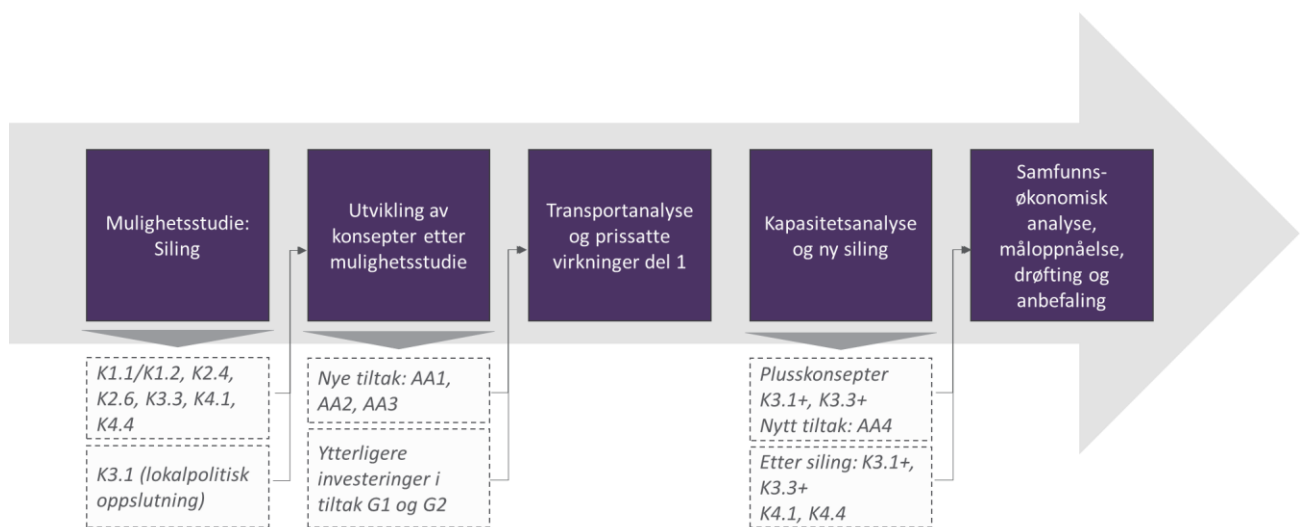 Mulighetsstudie:
Siling
Utvikling av
konsepter etter
mulighetsstudie
Transportanalyse
og prissatte
virkninger del 1
Kapasitetsanalyse
og ny siling
Samfunns-
økonomisk
analyse,
måloppnåelse,
drøfting og
anbefaling
K1.1/K1.2, K2.4,
K2.6, K3.3, K4.1,
K4.4
K3.1 (lokalpolitisk
oppslutning)
Nye tiltak: AA1,
AA2, AA3
Ytterligere
investeringer i
tiltak G1 og G2
Plusskonsepter
K3.1+, K3.3+
Nytt tiltak: AA4
Etter siling: K3.1+,
K3.3+
K4.1, K4.4